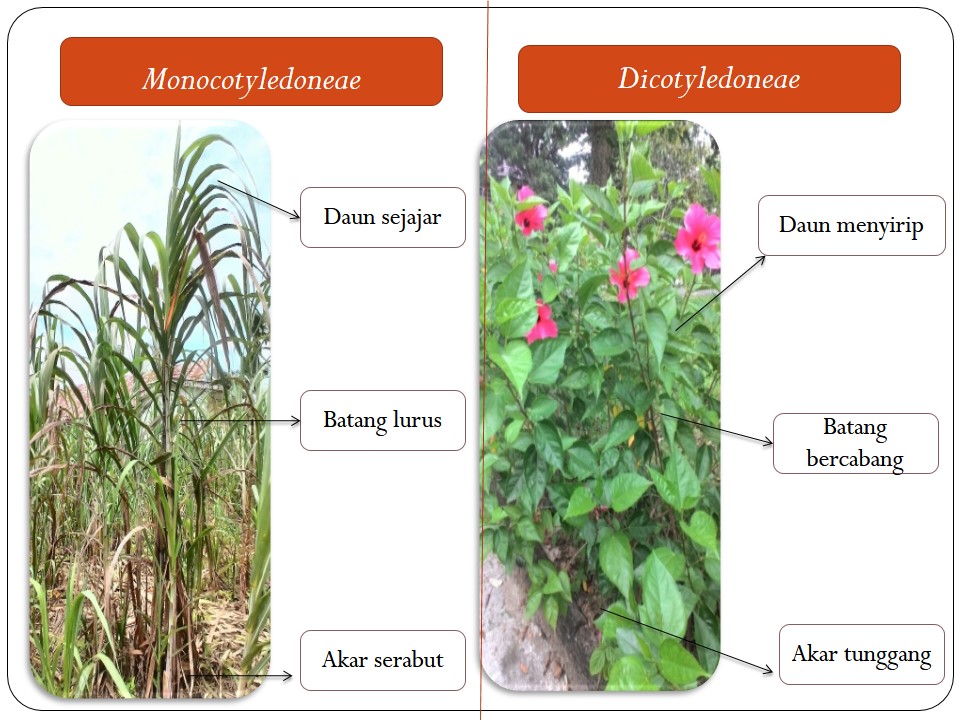 Monocotyledoneae
Daun sejajar
Batang lurus
Akar serabut
Dicotyledoneae
Daun menyirip
Batang
bercabang
Akar tunggang